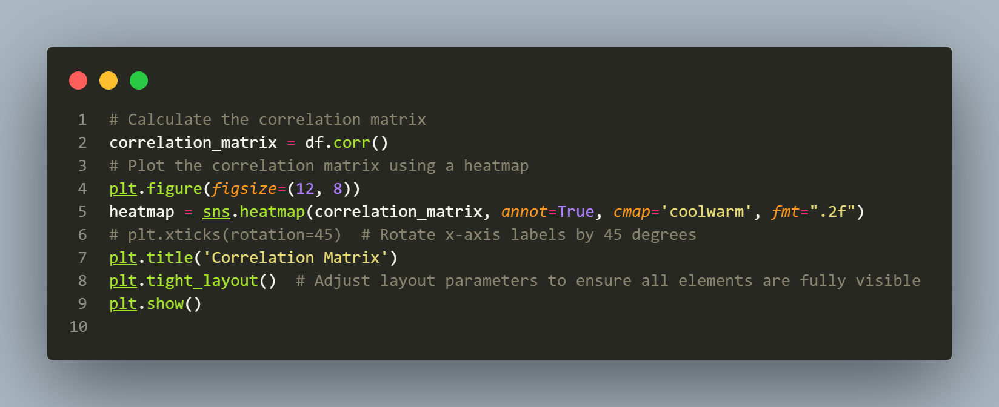 1 # Calculate the correlation matrix
2 correlation_matrix = df.corr()
3 # Plot the correlation matrix using a heatmap
4 plt.figure(figsize=(12, 8))
5 heatmap = sns.heatmap(correlation_matrix, annot=True, cmap='coolwarm', fmt=".2f")
6 # plt.xticks(rotation=45)  # Rotate x-axis labels by 45 degrees
7 plt.title('Correlation Matrix')
8 plt.tight_layout()  # Adjust layout parameters to ensure all elements are fully visible
9 plt.show()
10